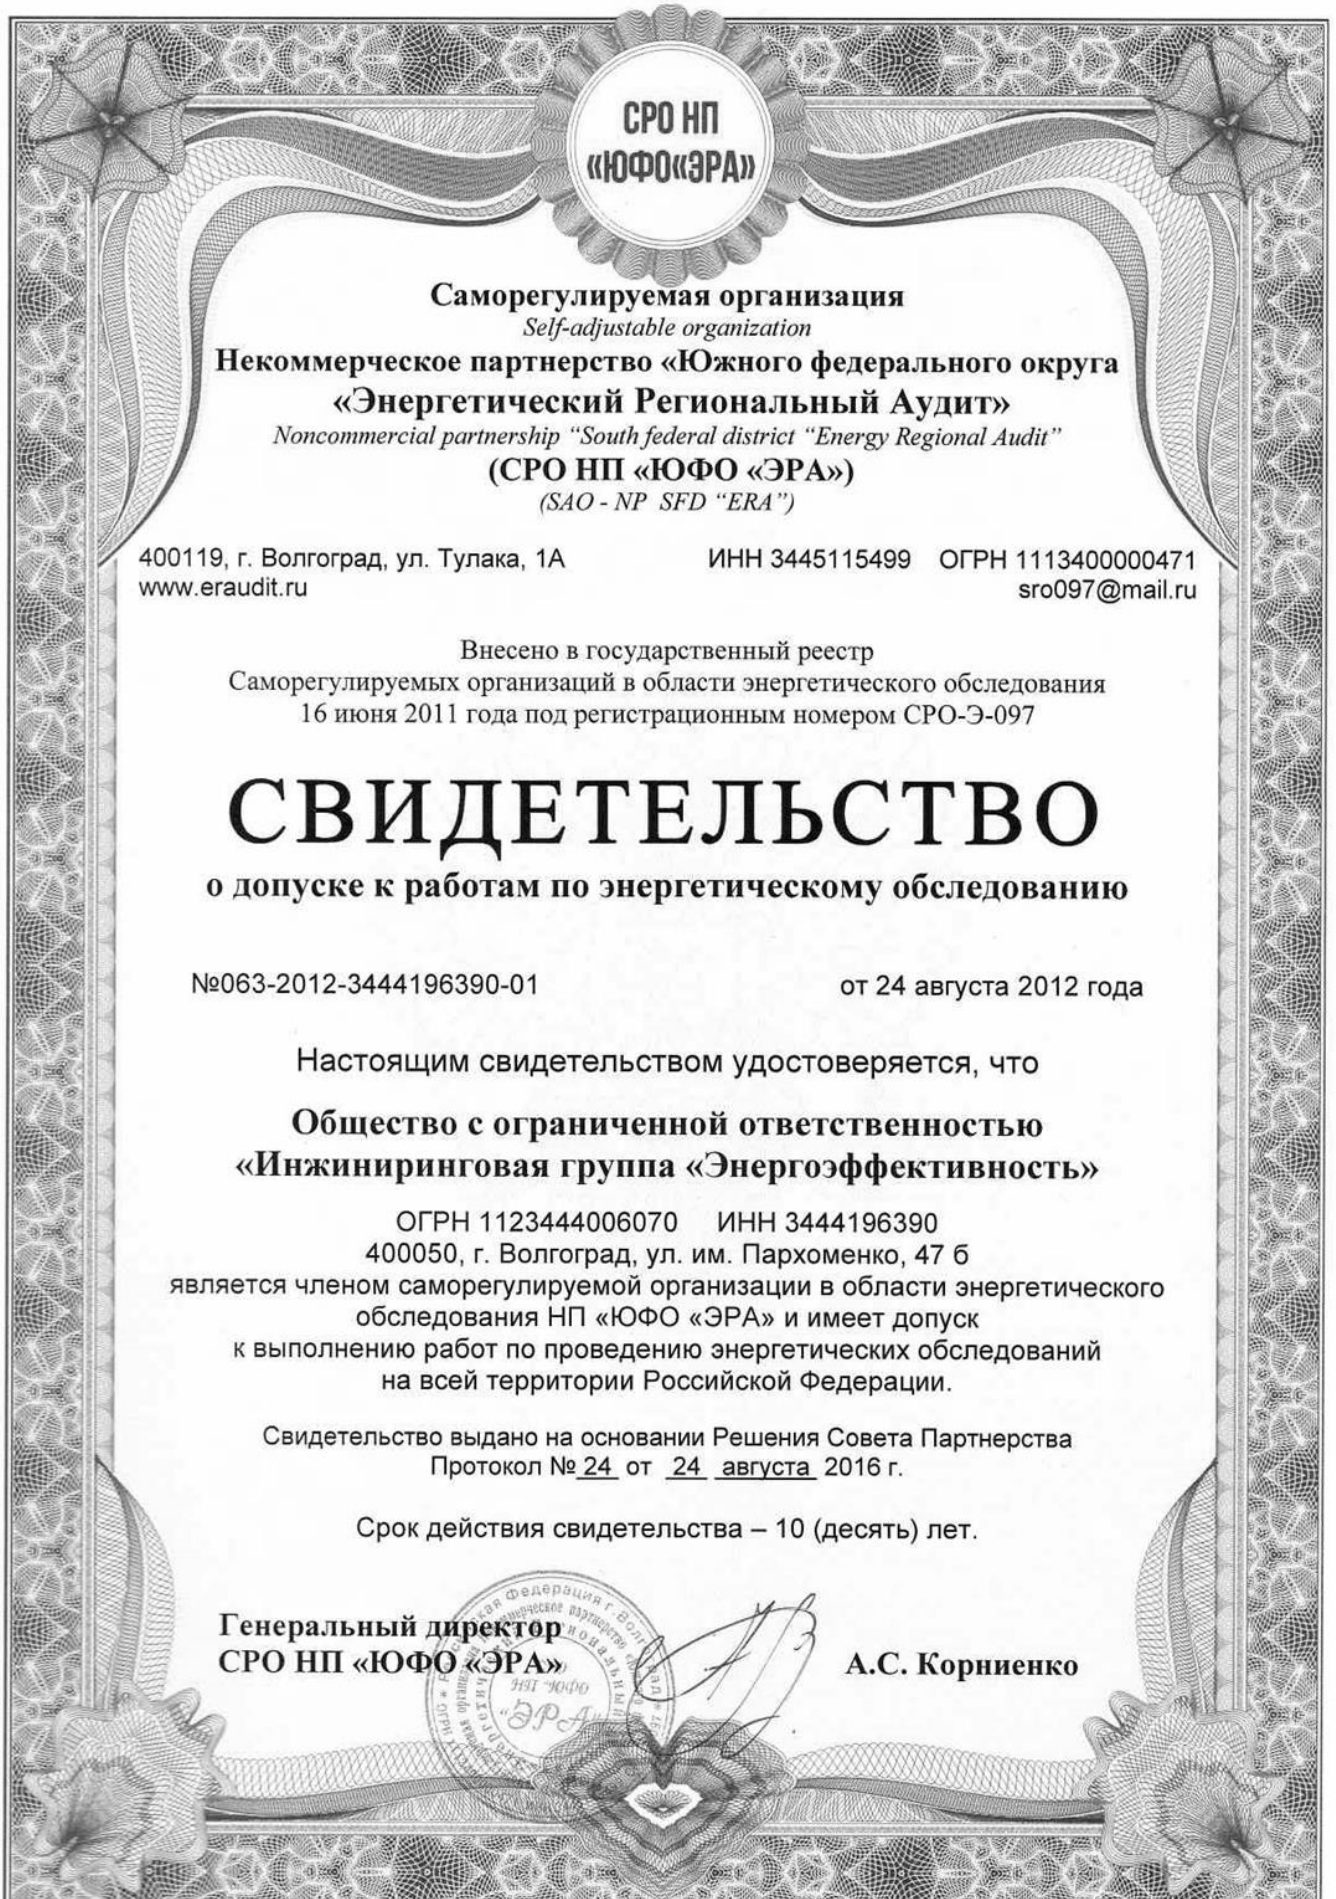 СРО НП
«ЮФО«ЭРА»
Саморегулируемая организация
Self-adjustable organization
Некоммерческое партнерство «Южного федерального округа
«Энергетический Региональный Аудит»
Noncommercial partnership “South federal district “Energy Regional Audit”
(СРО НП «ЮФО «ЭРА»)
(SAO - NP SFD “ERA”)
400119, г. Волгоград, ул. Тулака, 1А ИНН 3445115499 ОГРН 1113400000471
www.eraudit.ru sro097@mail.ru
Внесено в государственный реестр
Саморегулируемых организаций в области энергетического обследования
16 июня 2011 года под регистрационным номером СРО-Э-097
СВИДЕТЕЛЬСТВО
о допуске к работам по энергетическому обследованию
№063-2012-3444196390-01 от 24 августа 2012 года
Настоящим свидетельством удостоверяется, что
Общество с ограниченной ответственностью
«Инжиниринговая группа «Энергоэффективность»
ОГРН 1123444006070 ИНН 3444196390
400050, г. Волгоград, ул. им. Пархоменко, 47 б
является членом саморегулируемой организации в области энергетического
обследования НП «ЮФО «ЭРА» и имеет допуск
к выполнению работ по проведению энергетических обследований
на всей территории Российской Федерации.
Свидетельство выдано на основании Решения Совета Партнерства
Протокол № 24 от 24 августа 2016 г.
Срок действия свидетельства – 10 (десять) лет.
Генеральный директор
СРО НП «ЮФО «ЭРА» А.С. Корниенко
НП "ЮФО
"ЭРА"